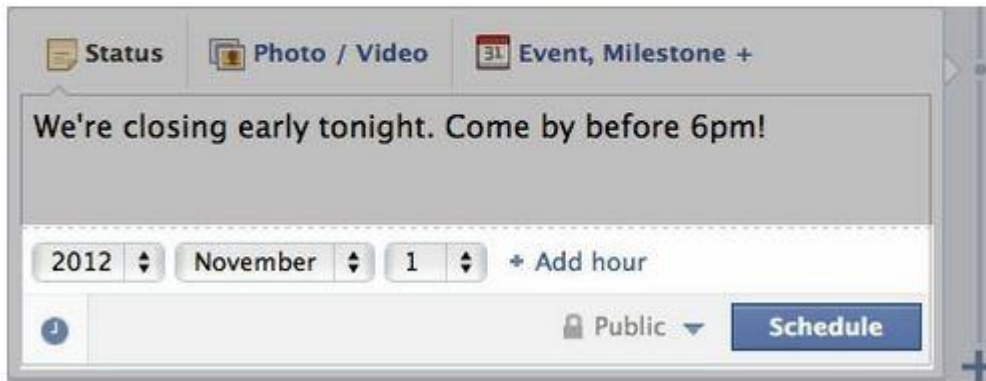 Status Photo / Video 31 Event, Milestone +
We're closing early tonight. Come by before 6pm!
2012 November 1 + Add hour
Public Schedule